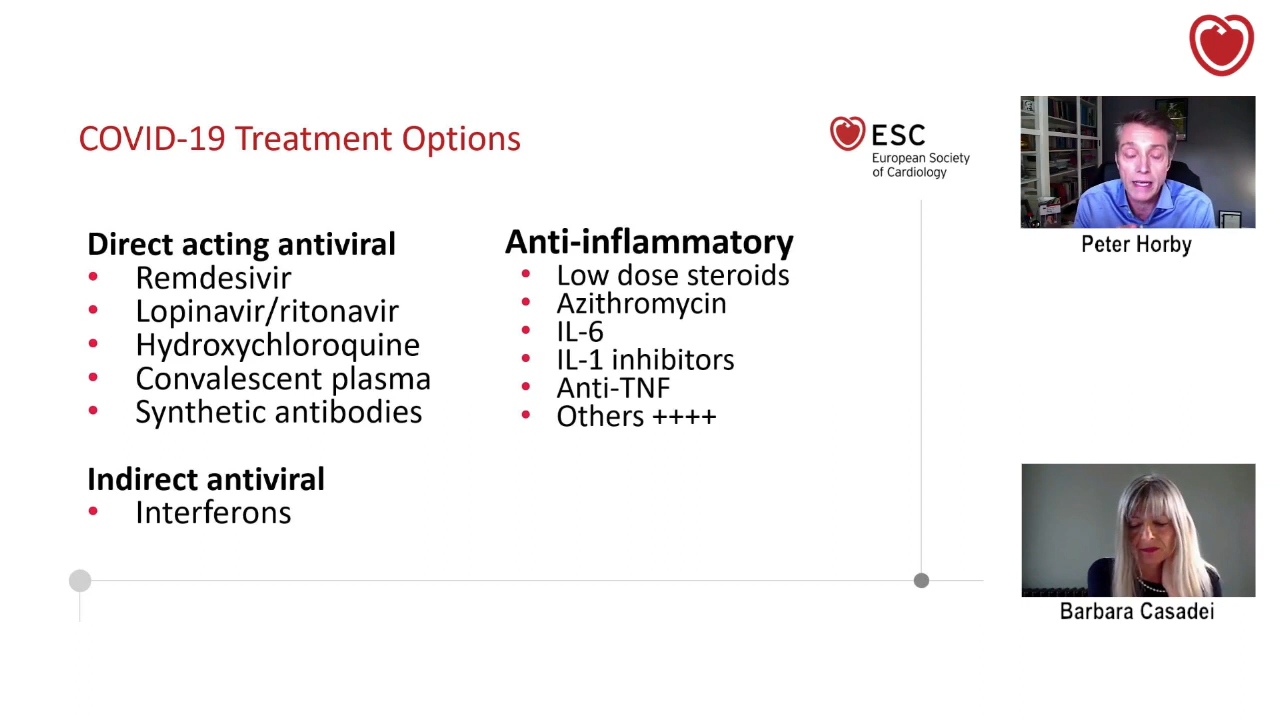 COVID-19 Treatment Options
ESC
European Society
of Cardiology
Direct acting antiviral
• Remdesivir
• Lopinavir/ritonavir
• Hydroxychloroquine
• Convalescent plasma
• Synthetic antibodies
Indirect antiviral
• Interferons
Anti-inflammatory
• Low dose steroids
• Azithromycin
• IL-6
• IL-1 inhibitors
• Anti-TNF
• Others ++++
Peter Horby
Barbara Casadei